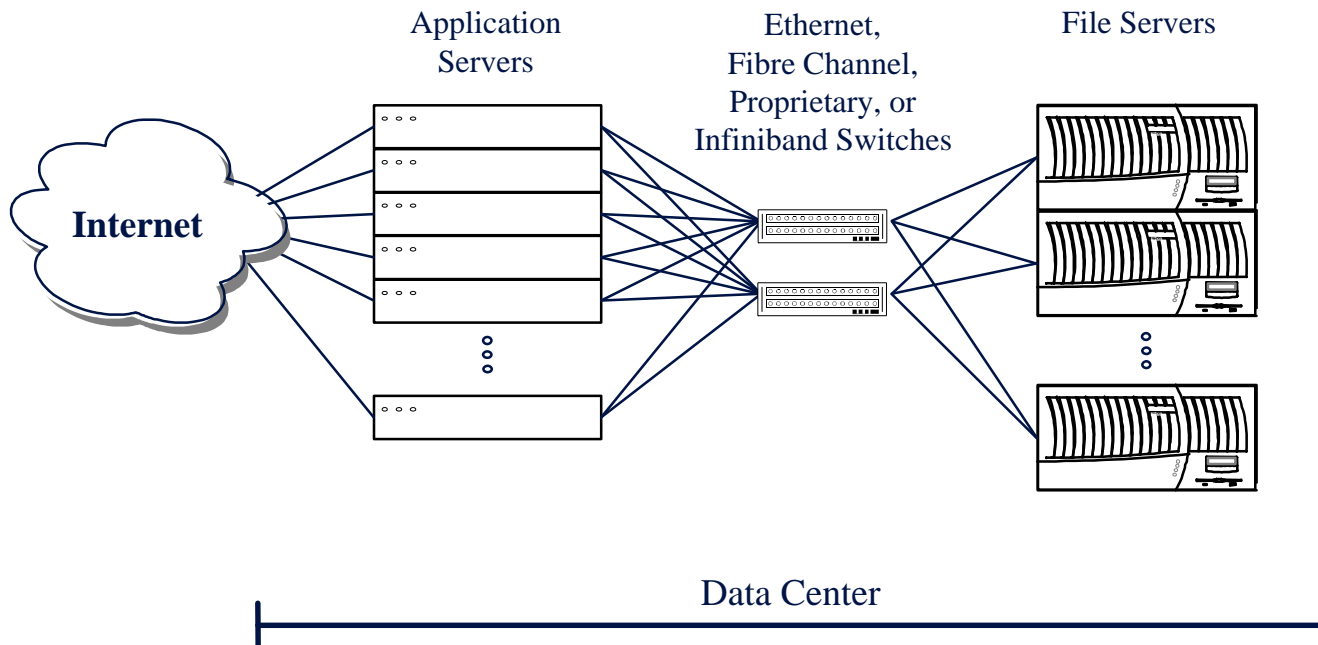 Application
Servers
Ethernet,
Fibre Channel,
Proprietary, or
Infiniband Switches
File Servers
Internet
Data Center